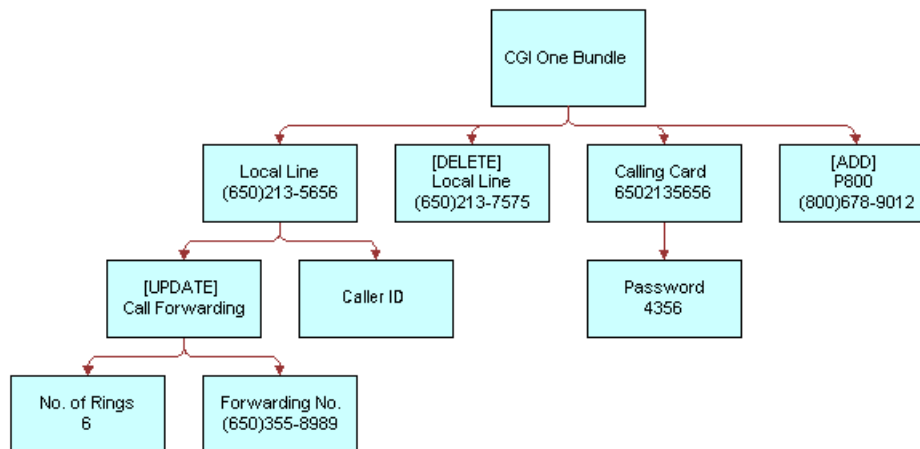 CGI One Bundle
Local Line
(650)213-5656
[DELETE]
Local Line
(650)213-7575
Calling Card
6502135656
[ADD]
P800
(800)678-9012
[UPDATE]
Call Forwarding
Caller ID
Password
4356
No. of Rings
6
Forwarding No.
(650)355-8989